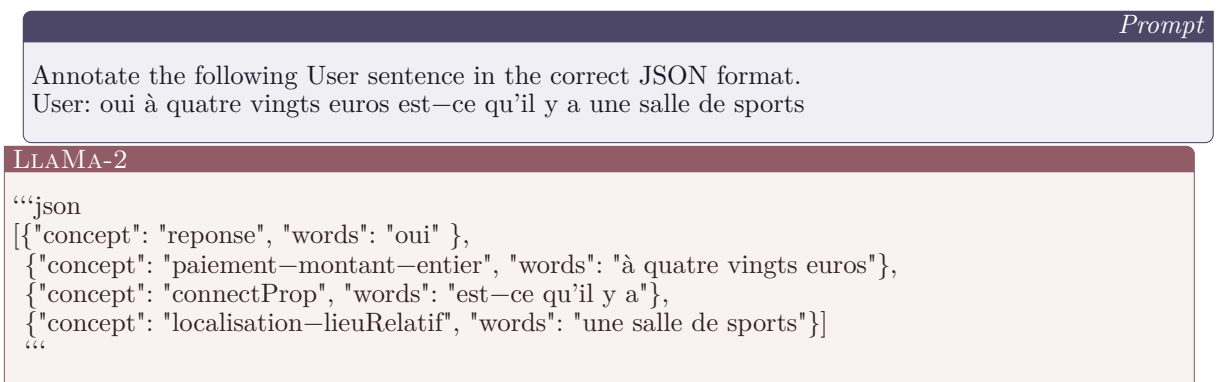 Prompt
Annotate the following User sentence in the correct JSON format.
User: oui à quatre vingts euros est−ce qu'il y a une salle de sports
LLAMA-2
‘‘‘json
[{"concept": "reponse", "words": "oui" },
{"concept": "paiement−montant−entier", "words": "à quatre vingts euros"},
{"concept": "connectProp", "words": "est−ce qu'il y a"},
{"concept": "localisation−lieuRelatif", "words": "une salle de sports"}]
‘‘‘